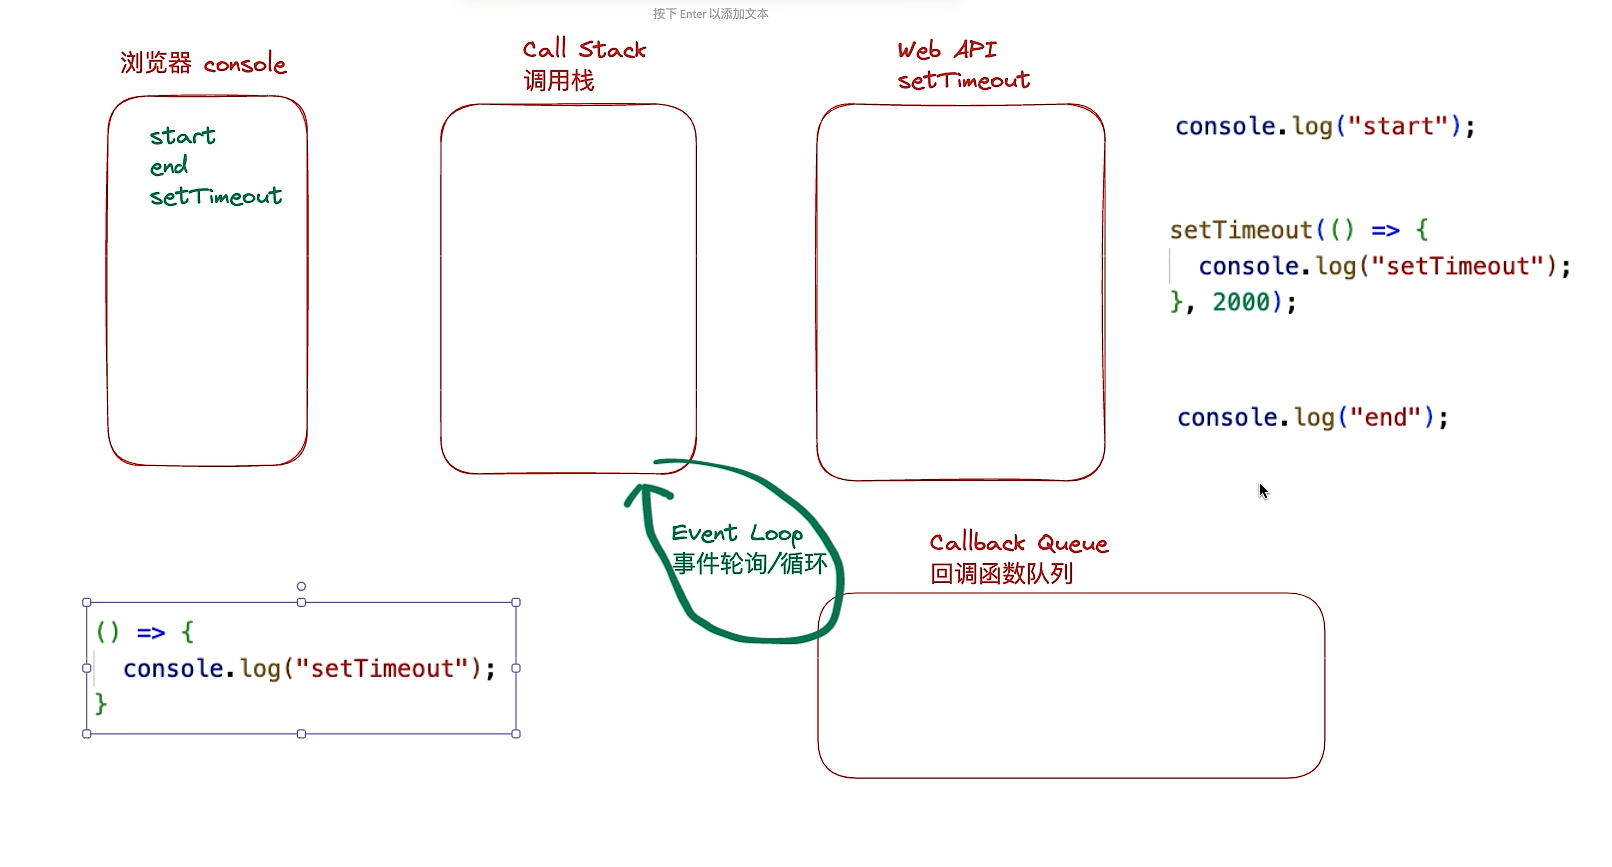 按下 Enter 以添加文本
浏览器 console
start
end
setTimeout
Call Stack
调用栈
Web API
setTimeout
console.log("start");
setTimeout(() => {
console.log("setTimeout");
}, 2000);
console.log("end");
Event Loop
事件轮询/循环
Callback Queue
回调函数队列
() => {
console.log("setTimeout");
}